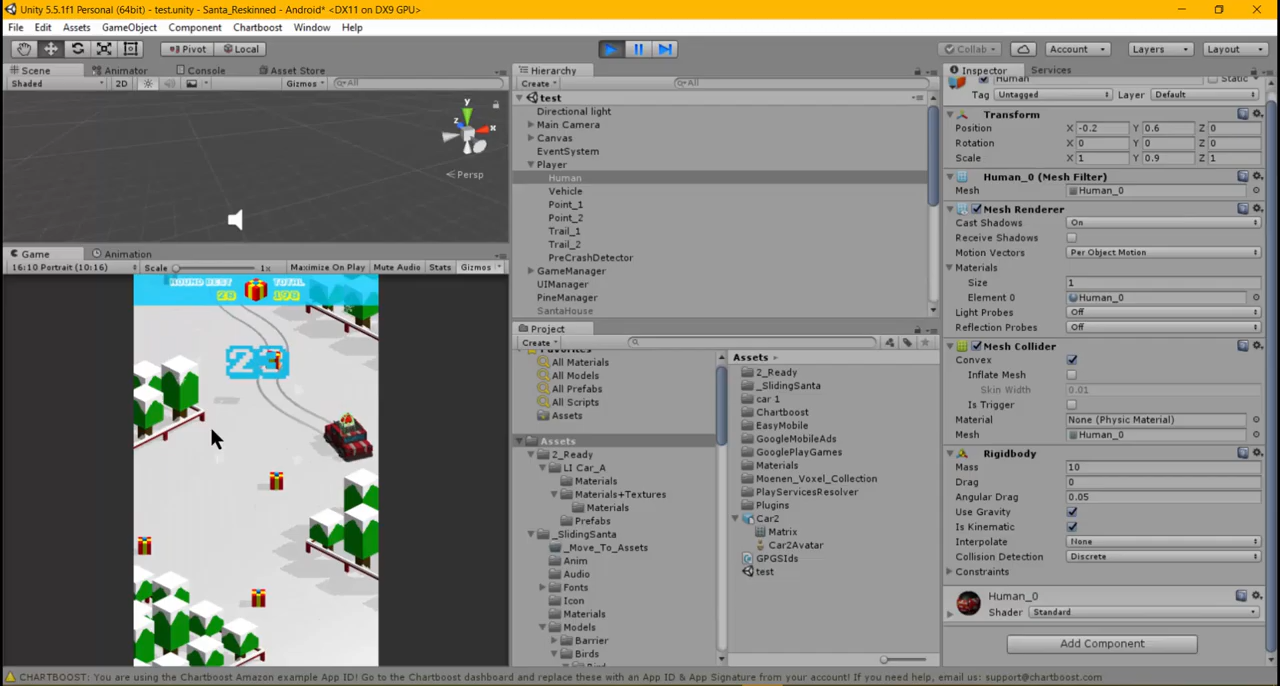 Unity 5.5.1f1 Personal (64bit) - test.unity - Santa_Reskinned - Android* <DX11 on DX9 GPU>
File Edit Assets GameObject Component Chartboost Window Help
Pivot Local
Collab Account Layers Layout
Scene Animator Console Asset Store
Shaded 2D Gizmos All
y
x
z
Persp
Game Animation
16:10 Portrait (10:16) Scale 1x Maximize On Play Mute Audio Stats Gizmos
ROUND BEST TOTAL
28 198
23
Hierarchy
Create All
test
Directional light
Main Camera
Canvas
EventSystem
Player
Human
Vehicle
Point_1
Point_2
Trail_1
Trail_2
PreCrashDetector
GameManager
UIManager
PineManager
SantaHouse
Project
Create
Favorites
All Materials
All Models
All Prefabs
All Scripts
Assets
Assets
2_Ready
LI Car_A
Materials
Materials+Textures
Materials
Prefabs
_SlidingSanta
_Move_To_Assets
Anim
Audio
Fonts
Icon
Materials
Models
Barrier
Birds
Assets
2_Ready
_SlidingSanta
car 1
Chartboost
EasyMobile
GoogleMobileAds
GooglePlayGames
Materials
Moenen_Voxel_Collection
PlayServicesResolver
Plugins
Car2
Matrix
Car2Avatar
GPGSIds
test
Inspector Services
Human Static
Tag Untagged Layer Default
Transform
Position X -0.2 Y 0.6 Z 0
Rotation X 0 Y 0 Z 0
Scale X 1 Y 0.9 Z 1
Human_0 (Mesh Filter)
Mesh Human_0
Mesh Renderer
Cast Shadows On
Receive Shadows
Motion Vectors Per Object Motion
Materials
Size 1
Element 0 Human_0
Light Probes Off
Reflection Probes Off
Mesh Collider
Convex
Inflate Mesh
Skin Width 0.01
Is Trigger
Material None (Physic Material)
Mesh Human_0
Rigidbody
Mass 10
Drag 0
Angular Drag 0.05
Use Gravity
Is Kinematic
Interpolate None
Collision Detection Discrete
Constraints
Human_0
Shader Standard
Add Component
CHARTBOOST: You are using the Chartboost Amazon example App ID! Go to the Chartboost dashboard and replace these with an App ID & App Signature from your account! If you need help, email us: support@chartboost.com